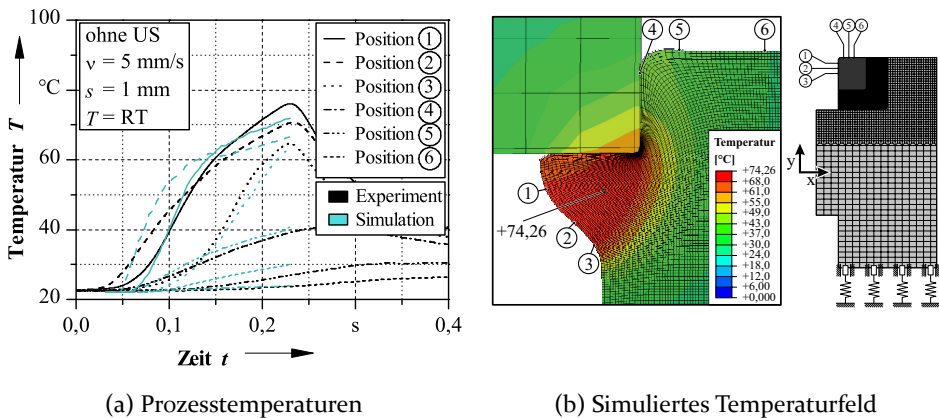 100
°C
60
40
20
Temperatur T
ohne US
ν = 5 mm/s
s = 1 mm
T = RT
Position 1
Position 2
Position 3
Position 4
Position 5
Position 6
Experiment
Simulation
0,0
0,1
0,2
s
0,4
Zeit t
(a) Prozesstemperaturen
4
5
6
1
2
3
+74,26
Temperatur
[°C]
+74,26
+68,0
+61,0
+55,0
+49,0
+43,0
+37,0
+30,0
+24,0
+18,0
+12,0
+6,00
+0,000
4 5 6
1
2
3
y
x
(b) Simuliertes Temperaturfeld